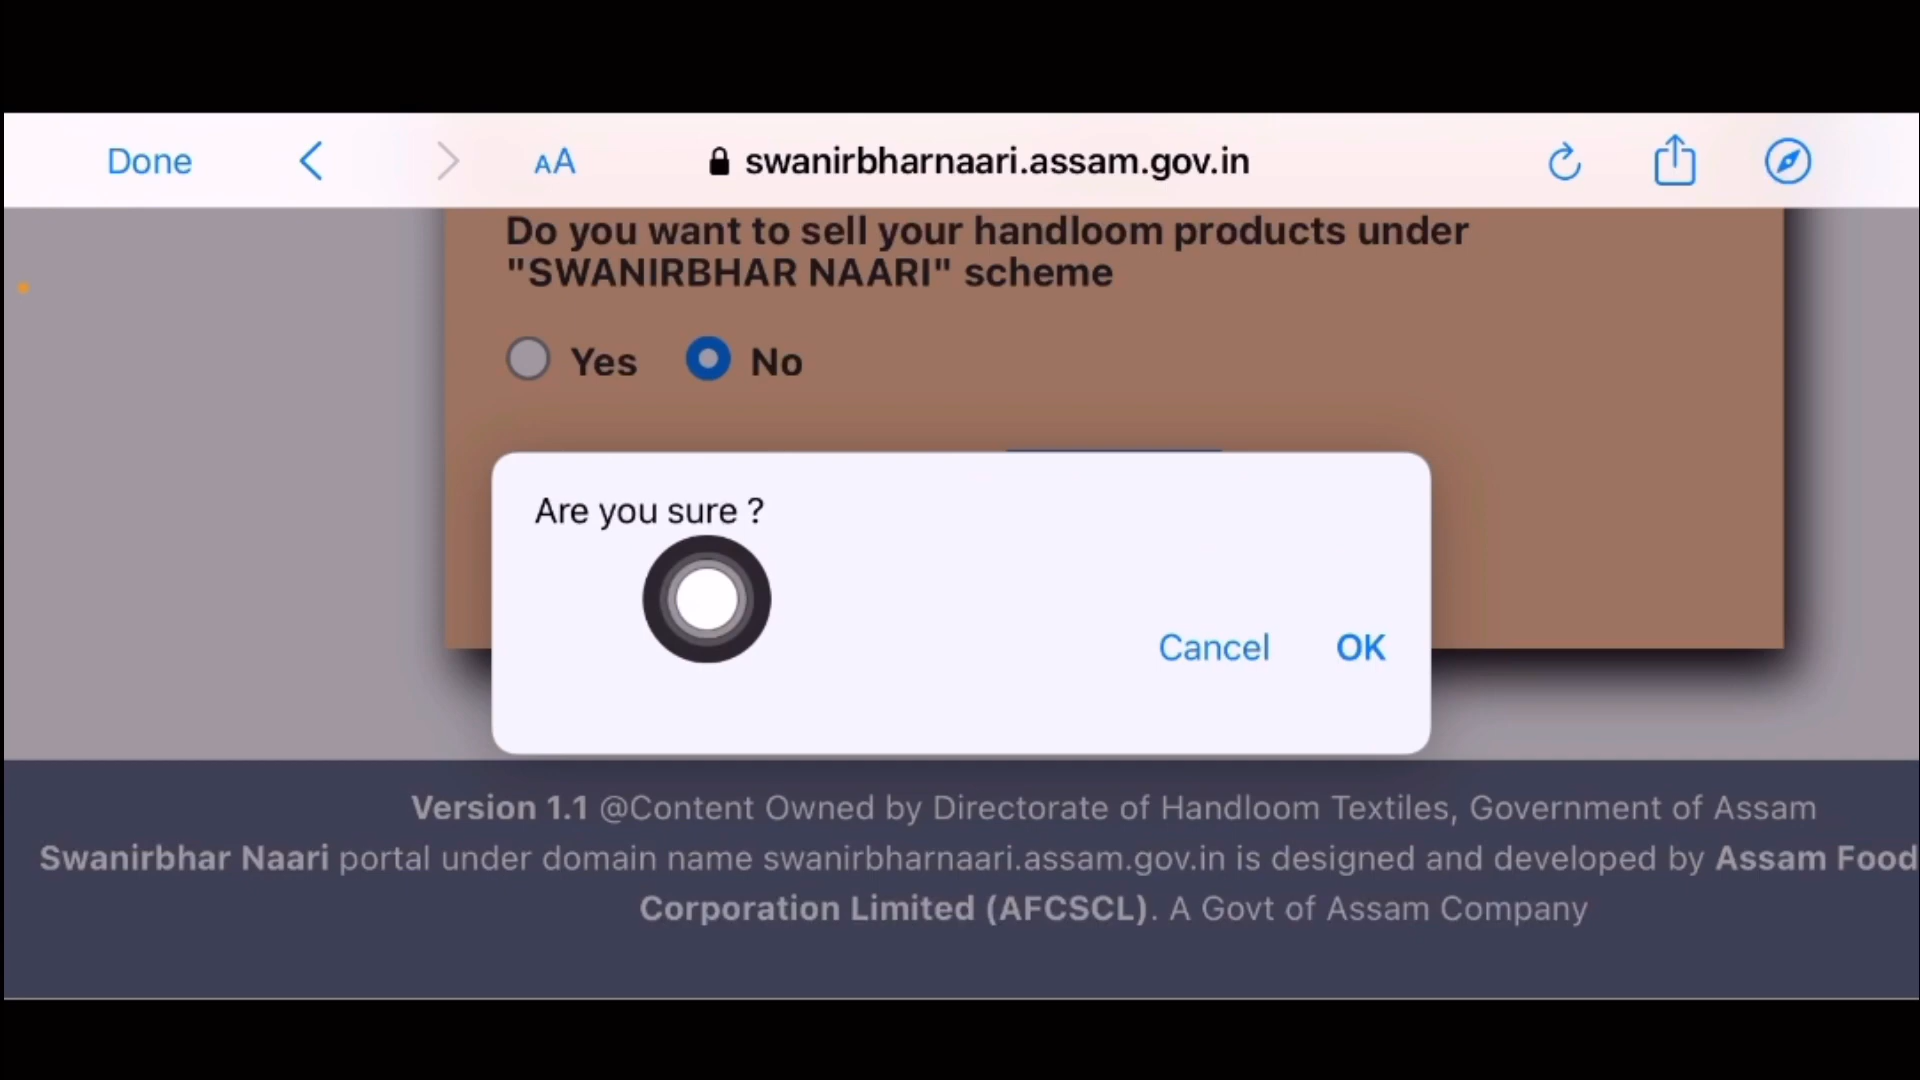 Done
AA
swanirbharnaari.assam.gov.in
Do you want to sell your handloom products under
"SWANIRBHAR NAARI" scheme
Yes No
Are you sure ?
Cancel OK
Version 1.1 @Content Owned by Directorate of Handloom Textiles, Government of Assam
Swanirbhar Naari portal under domain name swanirbharnaari.assam.gov.in is designed and developed by Assam Food
Corporation Limited (AFCSCL). A Govt of Assam Company